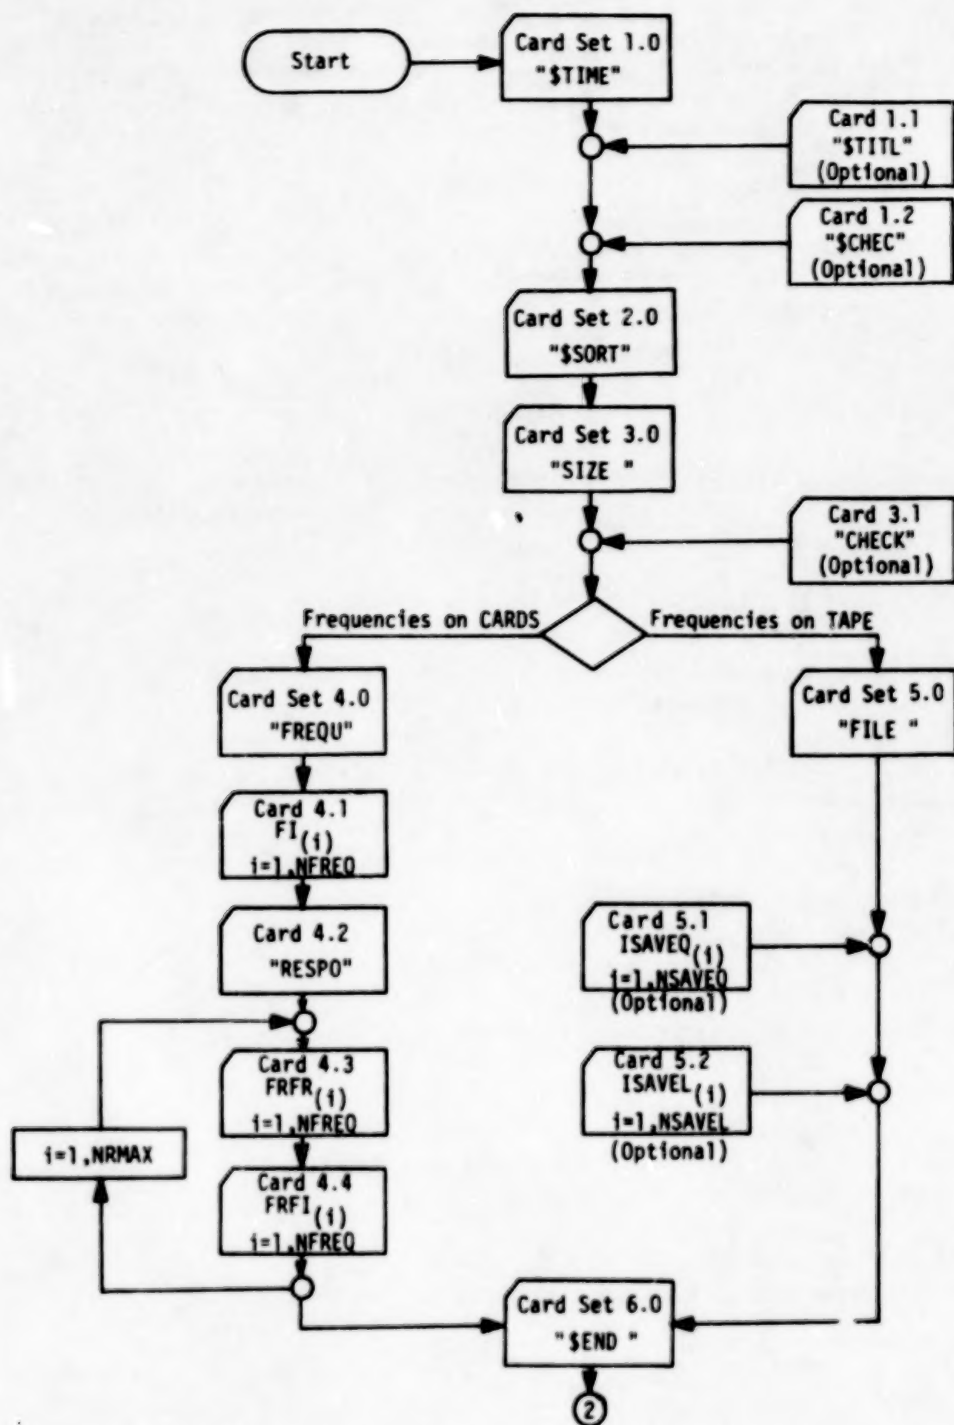 Start
Card Set 1.0
"$TIME"
Card 1.1
"$TITL"
(Optional)
Card 1.2
"$CHEC"
(Optional)
Card Set 2.0
"$SORT"
Card Set 3.0
"SIZE "
Card 3.1
"CHECK"
(Optional)
Frequencies on CARDS
Frequencies on TAPE
Card Set 4.0
"FREQU"
Card 4.1
FI(i)
i=1,NFREQ
Card 4.2
"RESPO"
Card 4.3
FRFR(i)
i=1,NFREQ
i=1,NRMAX
Card 4.4
FRFI(i)
i=1,NFREQ
Card Set 5.0
"FILE "
Card 5.1
ISAVEQ(i)
i=1,NSAVEQ
(Optional)
Card 5.2
ISAVEL(i)
i=1,NSAVEL
(Optional)
Card Set 6.0
"$END "
2